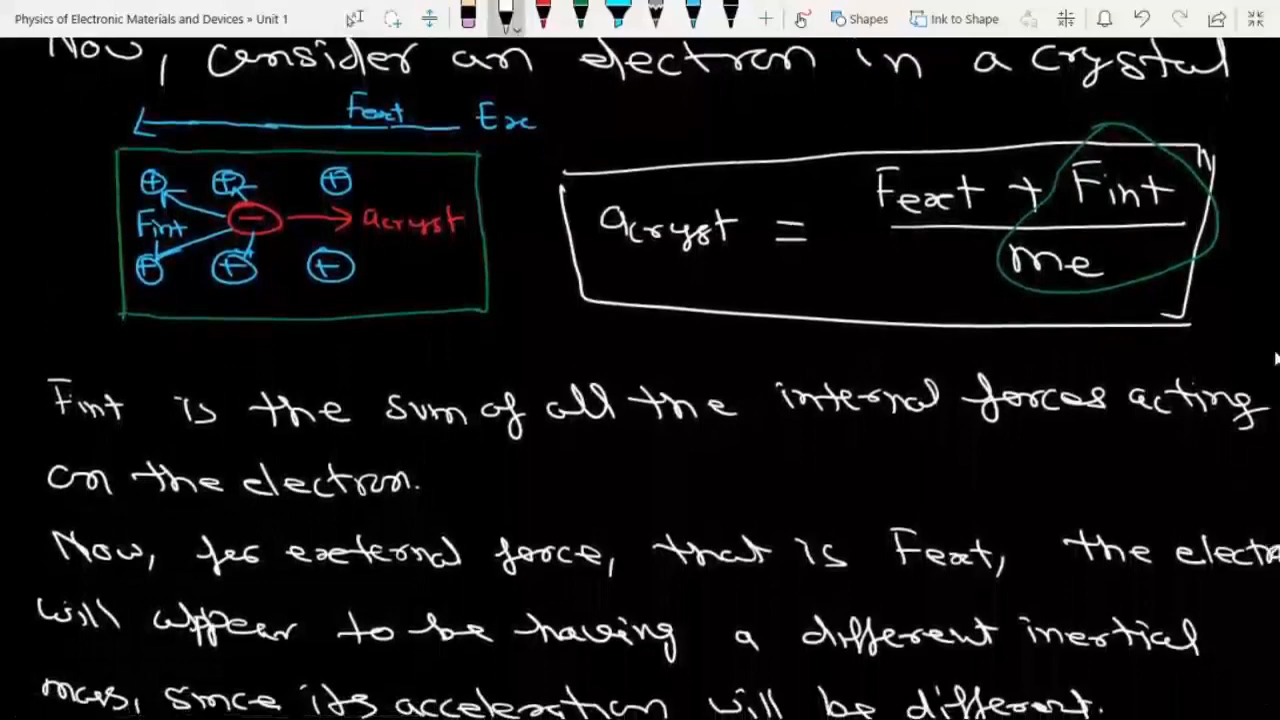 Physics of Electronic Materials and Devices » Unit 1
Shapes
Ink to Shape
Now, consider an electron in a crystal
Fext Ex
Fint
acryst
acryst = Fext + Fint
me
Fint is the sum of all the internal forces acting
on the electron.
Now, for external force, that is Fext, the electr
will appear to be having a different inertial
mass, since its acceleration will be different.